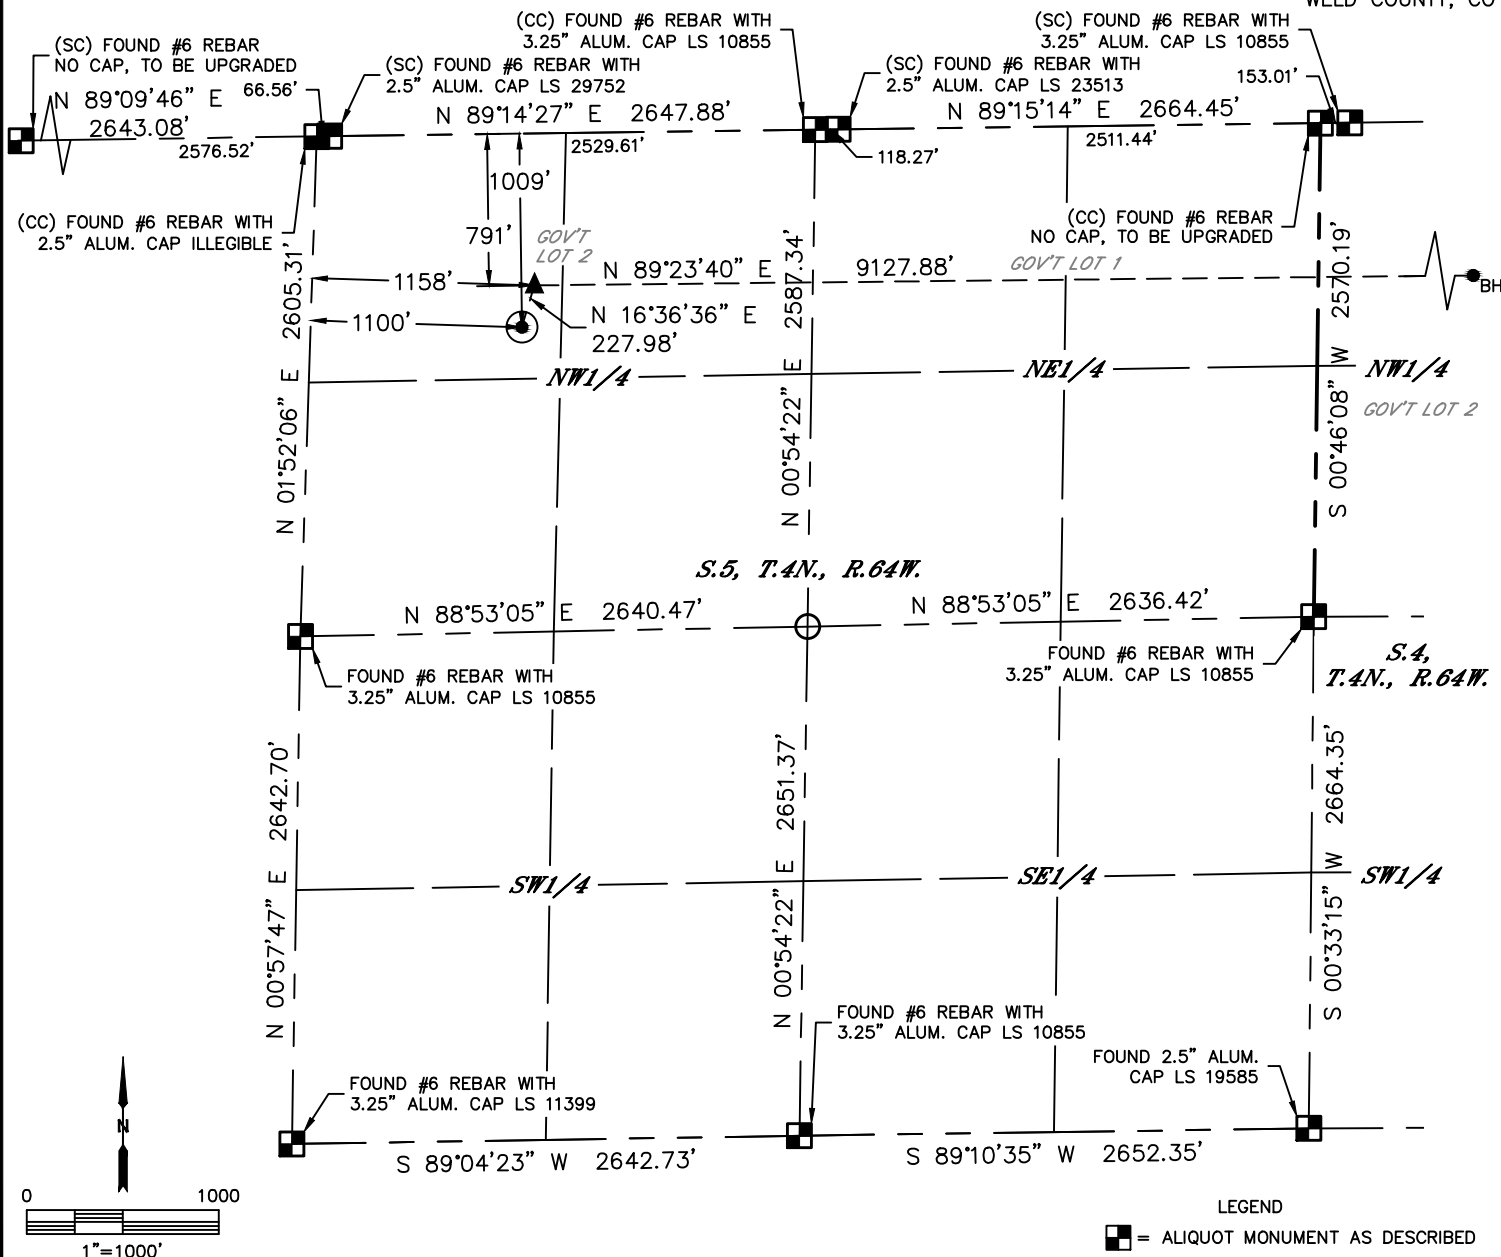 (SC) FOUND #6 REBAR
NO CAP, TO BE UPGRADED
N 89°09'46" E
2643.08'
66.56'
2576.52'
(SC) FOUND #6 REBAR WITH
2.5" ALUM. CAP LS 29752
N 89°14'27" E 2647.88'
2529.61'
(CC) FOUND #6 REBAR WITH
3.25" ALUM. CAP LS 10855
(SC) FOUND #6 REBAR WITH
2.5" ALUM. CAP LS 23513
N 89°15'14" E 2664.45'
2511.44'
118.27'
(SC) FOUND #6 REBAR WITH
3.25" ALUM. CAP LS 10855
153.01'
(CC) FOUND #6 REBAR WITH
2.5" ALUM. CAP ILLEGIBLE
(CC) FOUND #6 REBAR
NO CAP, TO BE UPGRADED
1009'
791'
GOV'T
LOT 2
1158'
N 89°23'40" E 9127.88'
GOV'T LOT 1
BH
1100'
N 16°36'36" E
227.98'
N 01°52'06" E 2605.31'
N 00°54'22" E 2587.34'
S 00°46'08" W 2570.19'
NW1/4
NE1/4
NW1/4
GOV'T LOT 2
S.5, T.4N., R.64W.
N 88°53'05" E 2640.47'
N 88°53'05" E 2636.42'
FOUND #6 REBAR WITH
3.25" ALUM. CAP LS 10855
FOUND #6 REBAR WITH
3.25" ALUM. CAP LS 10855
S.4,
T.4N., R.64W.
N 00°57'47" E 2642.70'
N 00°54'22" E 2651.37'
S 00°33'15" W 2664.35'
SW1/4
SE1/4
SW1/4
FOUND #6 REBAR WITH
3.25" ALUM. CAP LS 10855
FOUND 2.5" ALUM.
CAP LS 19585
FOUND #6 REBAR WITH
3.25" ALUM. CAP LS 11399
S 89°04'23" W 2642.73'
S 89°10'35" W 2652.35'
N
0 1000
1"=1000'
LEGEND
= ALIQUOT MONUMENT AS DESCRIBED